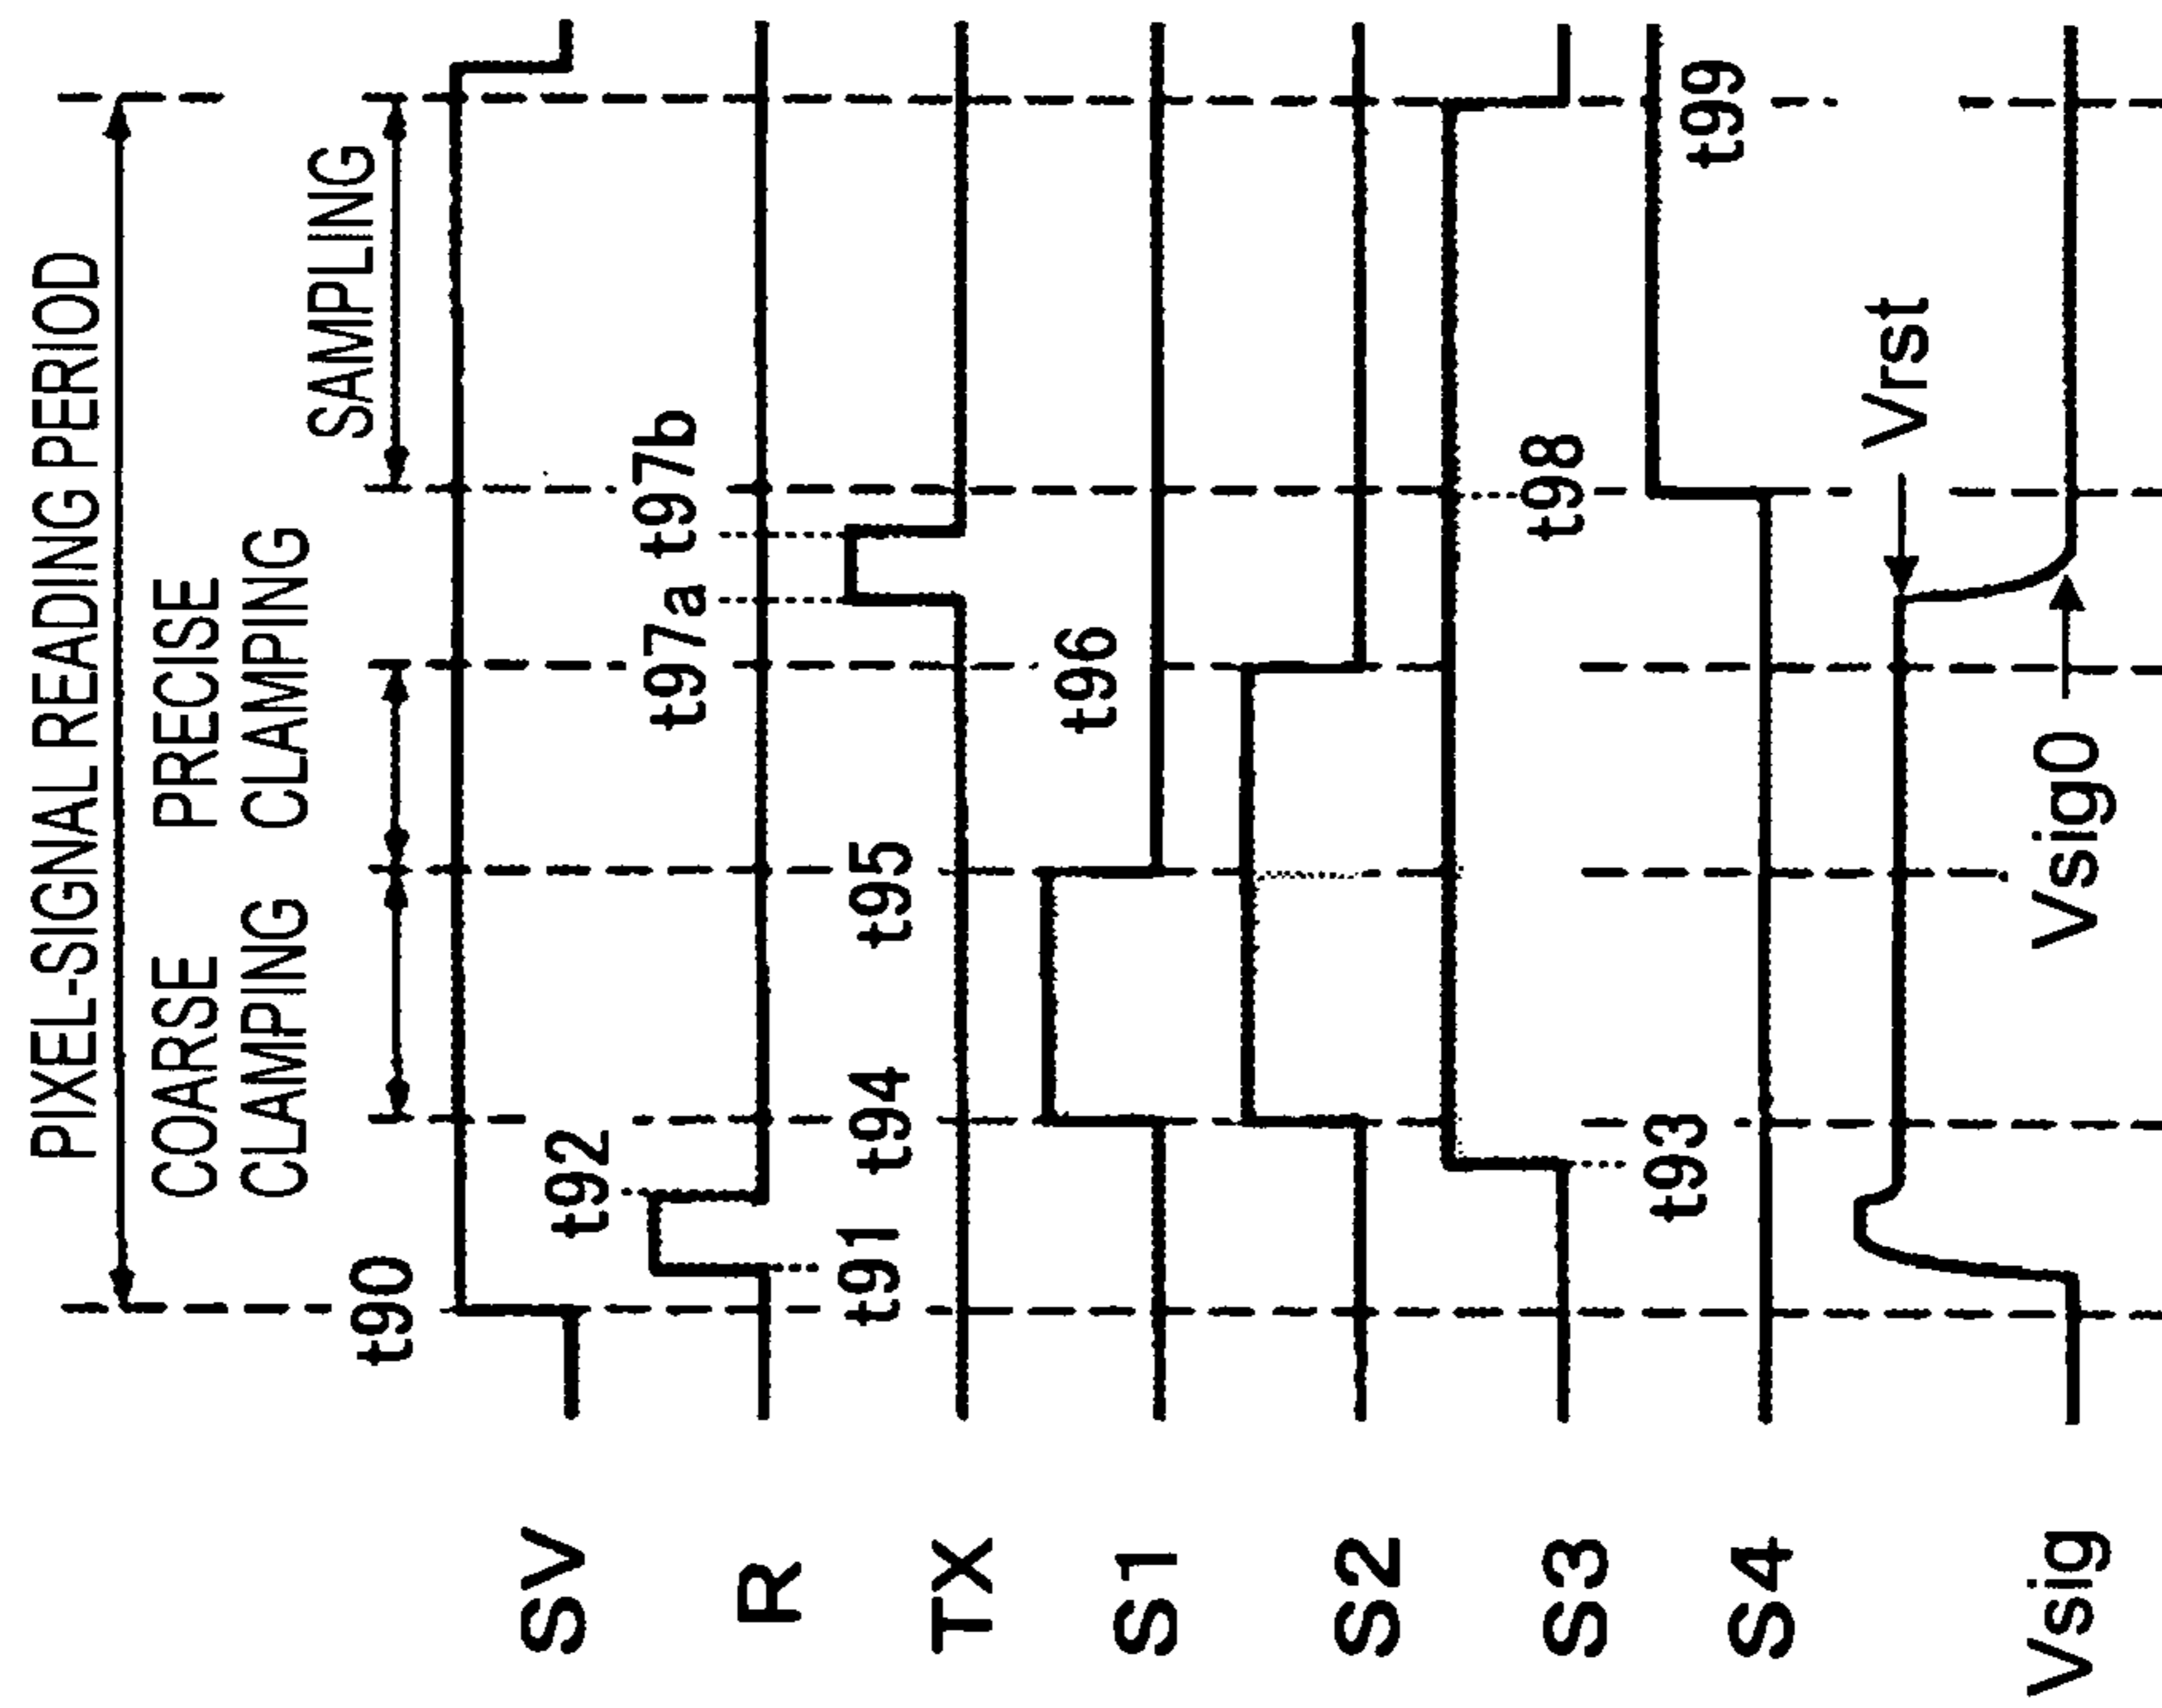 PIXEL-SIGNAL READING PERIOD
COARSE
CLAMPING
PRECISE
CLAMPING
SAMPLING
t90
SV
t92
t97a
t97b
R
t91
t94
t95
TX
t96
S1
S2
t98
S3
t93
t99
S4
Vrst
Vsig0
Vsig